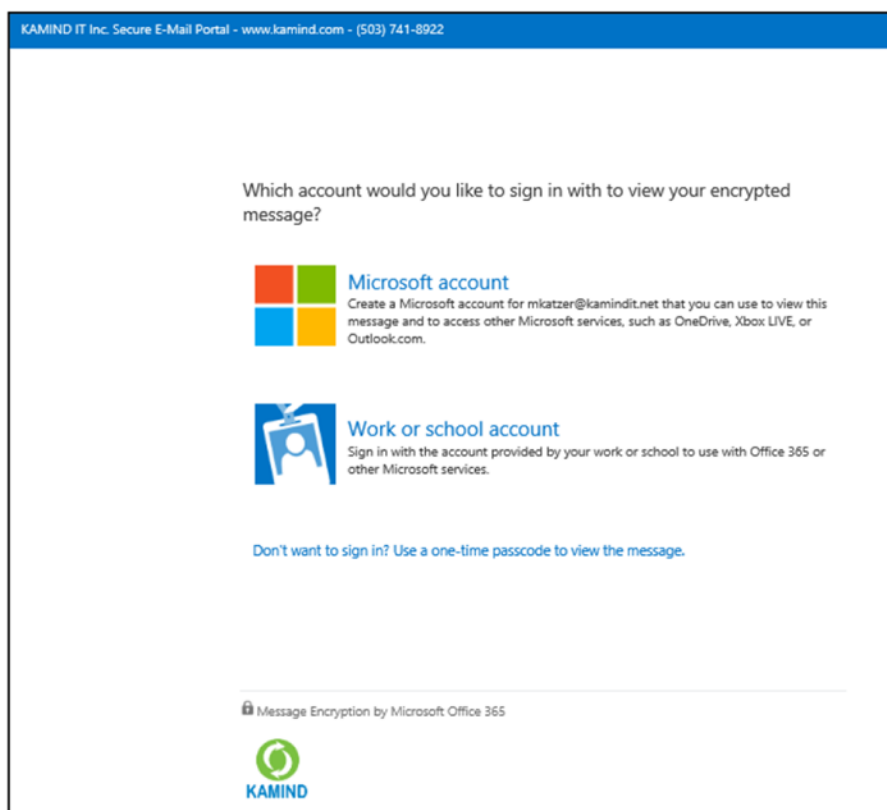 KAMIND IT Inc. Secure E-Mail Portal - www.kamind.com - (503) 741-8922
Which account would you like to sign in with to view your encrypted
message?
Microsoft account
Create a Microsoft account for mkatzer@kamindit.net that you can use to view this
message and to access other Microsoft services, such as OneDrive, Xbox LIVE, or
Outlook.com.
Work or school account
Sign in with the account provided by your work or school to use with Office 365 or
other Microsoft services.
Don't want to sign in? Use a one-time passcode to view the message.
Message Encryption by Microsoft Office 365
KAMIND